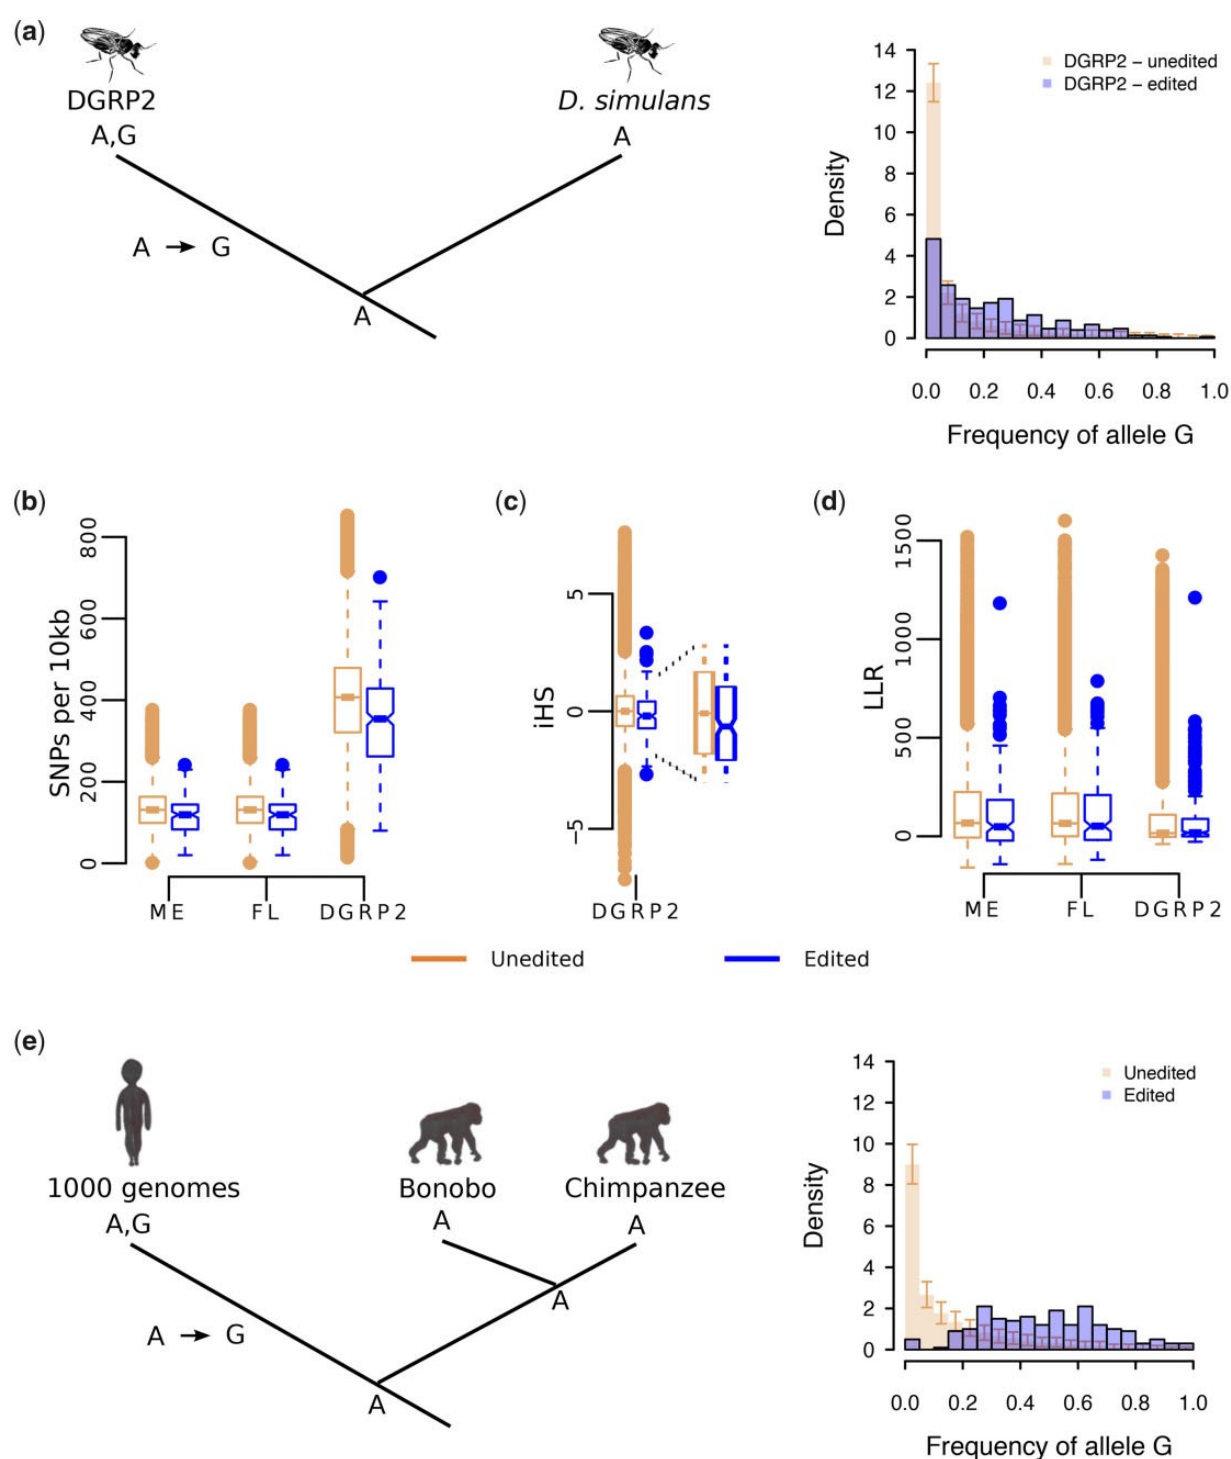 (a)
DGRP2
A,G
D. simulans
A
A → G
A
14
12
10
8
6
4
2
0
Density
DGRP2 – unedited
DGRP2 – edited
0.0 0.2 0.4 0.6 0.8 1.0
Frequency of allele G
(b)
SNPs per 10kb
800
600
400
200
0
ME FL DGRP2
(c)
iHS
5
0
−5
DGRP2
(d)
LLR
1500
1000
500
0
ME FL DGRP2
Unedited Edited
(e)
1000 genomes
A,G
Bonobo
A
Chimpanzee
A
A
A → G
A
14
12
10
8
6
4
2
0
Density
Unedited
Edited
0.0 0.2 0.4 0.6 0.8 1.0
Frequency of allele G